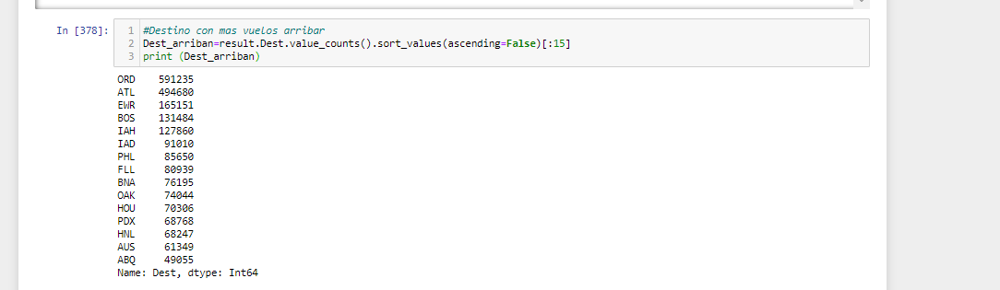 In [378]:
1 #Destino con mas vuelos arribar
2 Dest_arriban=result.Dest.value_counts().sort_values(ascending=False)[:15]
3 print (Dest_arriban)
ORD 591235
ATL 494680
EWR 165151
BOS 131484
IAH 127860
IAD 91010
PHL 85650
FLL 80939
BNA 76195
OAK 74044
HOU 70306
PDX 68768
HNL 68247
AUS 61349
ABQ 49055
Name: Dest, dtype: Int64